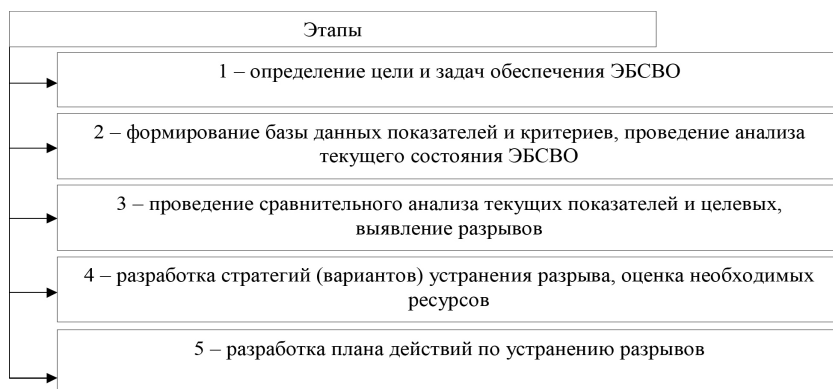 Этапы
1 – определение цели и задач обеспечения ЭБСВО
2 – формирование базы данных показателей и критериев, проведение анализа
текущего состояния ЭБСВО
3 – проведение сравнительного анализа текущих показателей и целевых,
выявление разрывов
4 – разработка стратегий (вариантов) устранения разрыва, оценка необходимых
ресурсов
5 – разработка плана действий по устранению разрывов